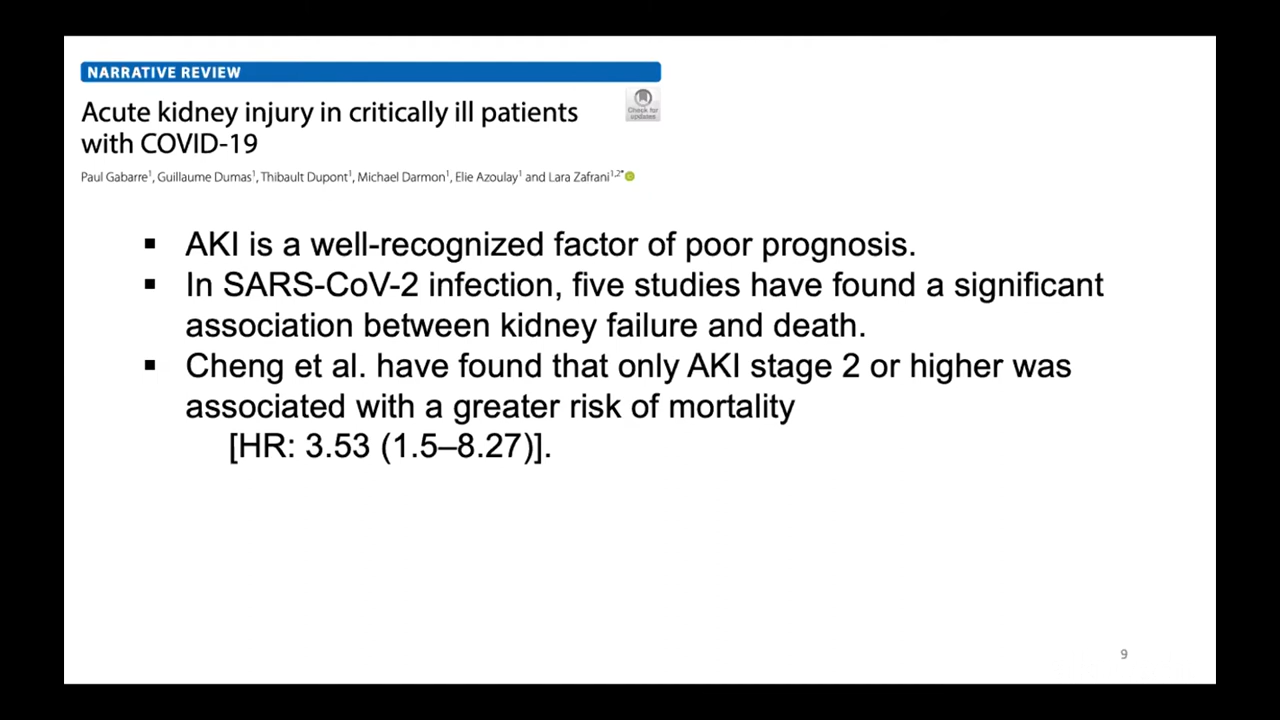 NARRATIVE REVIEW
Acute kidney injury in critically ill patients
with COVID-19
Check for
updates
Paul Gabarre1, Guillaume Dumas1, Thibault Dupont1, Michael Darmon1, Elie Azoulay1 and Lara Zafrani1,2*
▪ AKI is a well-recognized factor of poor prognosis.
▪ In SARS-CoV-2 infection, five studies have found a significant
association between kidney failure and death.
▪ Cheng et al. have found that only AKI stage 2 or higher was
associated with a greater risk of mortality
[HR: 3.53 (1.5–8.27)].
9